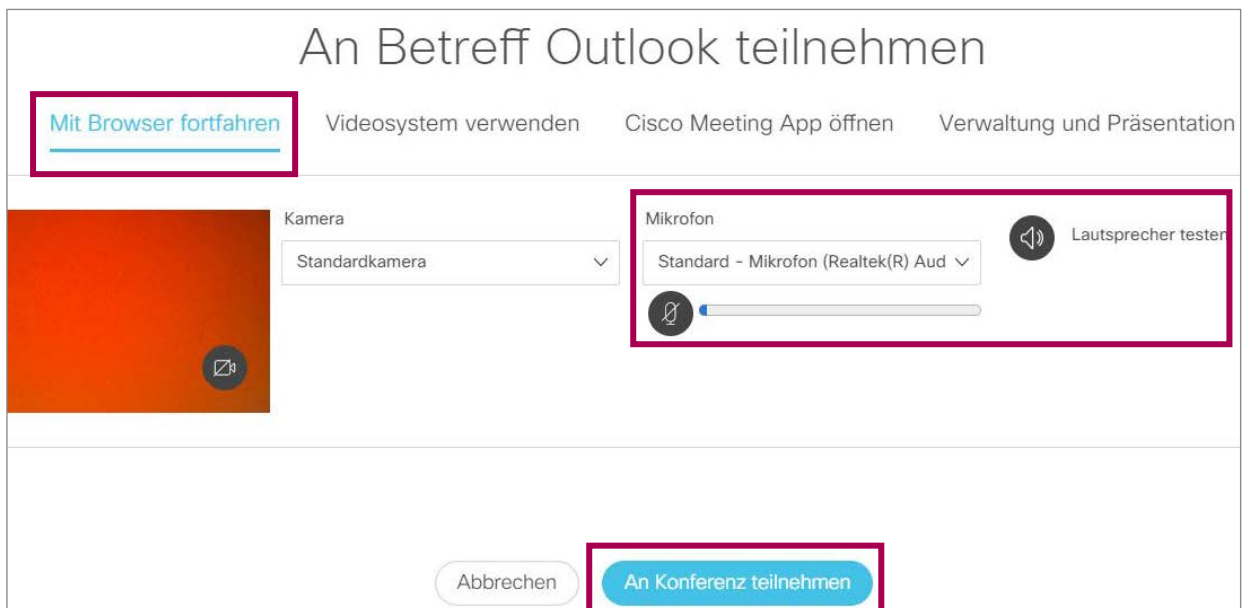 An Betreff Outlook teilnehmen
Mit Browser fortfahren Videosystem verwenden Cisco Meeting App öffnen Verwaltung und Präsentation
Kamera Mikrofon
Lautsprecher testen
Standardkamera Standard - Mikrofon (Realtek(R) Aud
Abbrechen An Konferenz teilnehmen